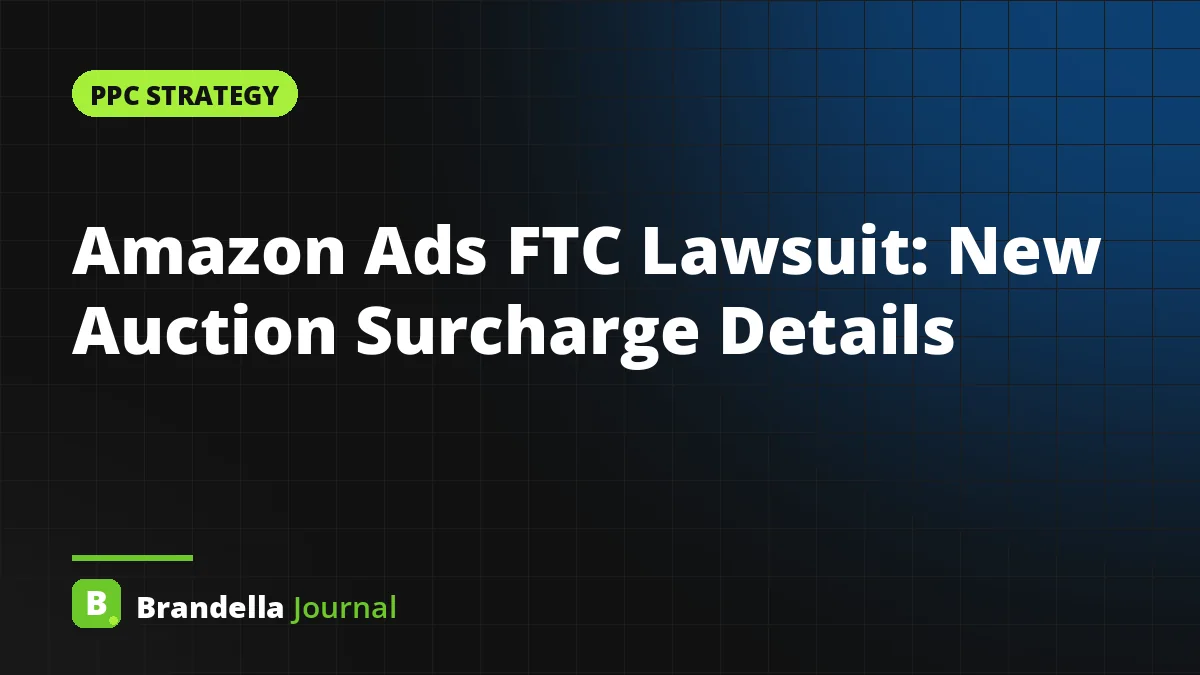 PPC STRATEGY
Amazon Ads FTC Lawsuit: New
Auction Surcharge Details
B
Brandella Journal